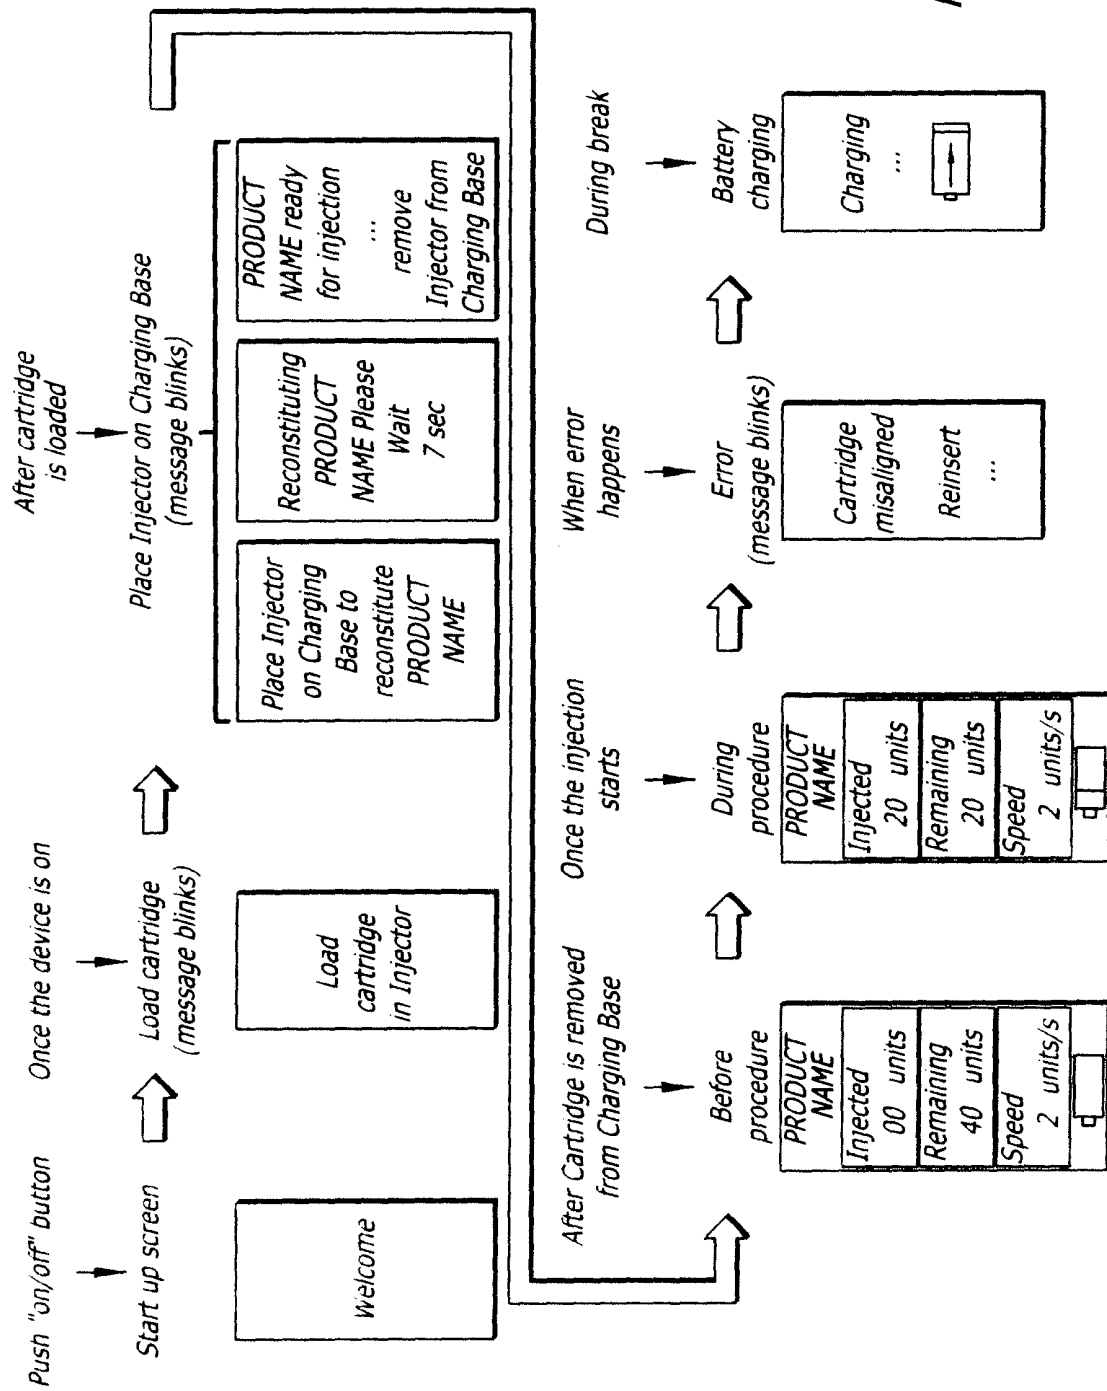 Push "on/off" button
Start up screen
Welcome
Once the device is on
Load cartridge
(message blinks)
Load
cartridge
in Injector
After cartridge
is loaded
Place Injector on Charging Base
(message blinks)
Place Injector
on Charging
Base to
reconstitute
PRODUCT
NAME
Reconstituting
PRODUCT
NAME Please
Wait
7 sec
PRODUCT
NAME ready
for injection
...
remove
Injector from
Charging Base
After Cartridge is removed
from Charging Base
Before
procedure
PRODUCT
NAME
Injected
00 units
Remaining
40 units
Speed
2 units/s
Once the injection
starts
During
procedure
PRODUCT
NAME
Injected
20 units
Remaining
20 units
Speed
2 units/s
When error
happens
Error
(message blinks)
Cartridge
misaligned
Reinsert
...
During break
Battery
charging
Charging
...